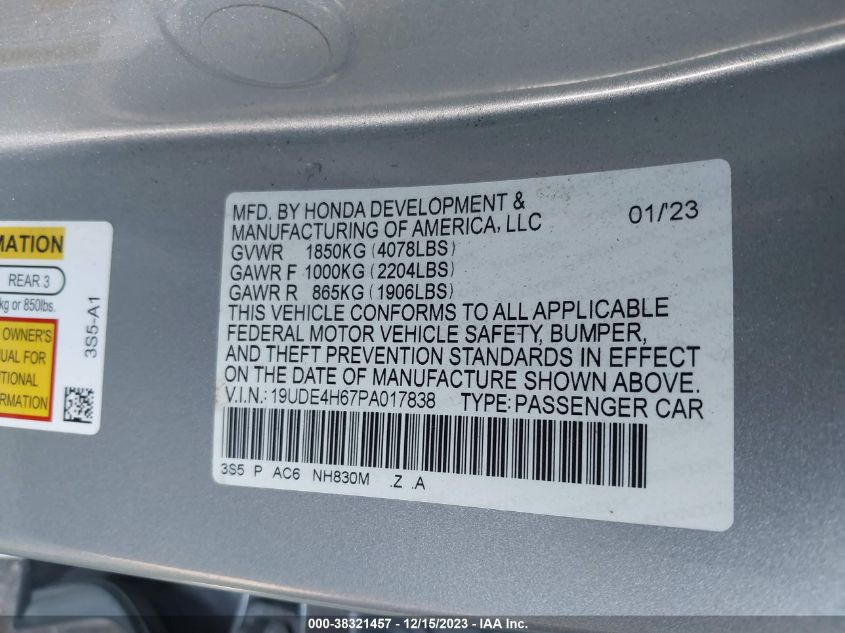 MATION
REAR 3
kg or 850lbs.
OWNER'S
UAL FOR
TIONAL
RMATION
3S5-A1
MFD. BY HONDA DEVELOPMENT &
MANUFACTURING OF AMERICA, LLC 01/'23
GVWR 1850KG (4078LBS)
GAWR F 1000KG (2204LBS)
GAWR R 865KG (1906LBS)
THIS VEHICLE CONFORMS TO ALL APPLICABLE
FEDERAL MOTOR VEHICLE SAFETY, BUMPER,
AND THEFT PREVENTION STANDARDS IN EFFECT
ON THE DATE OF MANUFACTURE SHOWN ABOVE.
V.I.N.: 19UDE4H67PA017838 TYPE: PASSENGER CAR
3S5 P AC6 NH830M .Z .A
000-38321457 - 12/15/2023 - IAA Inc.